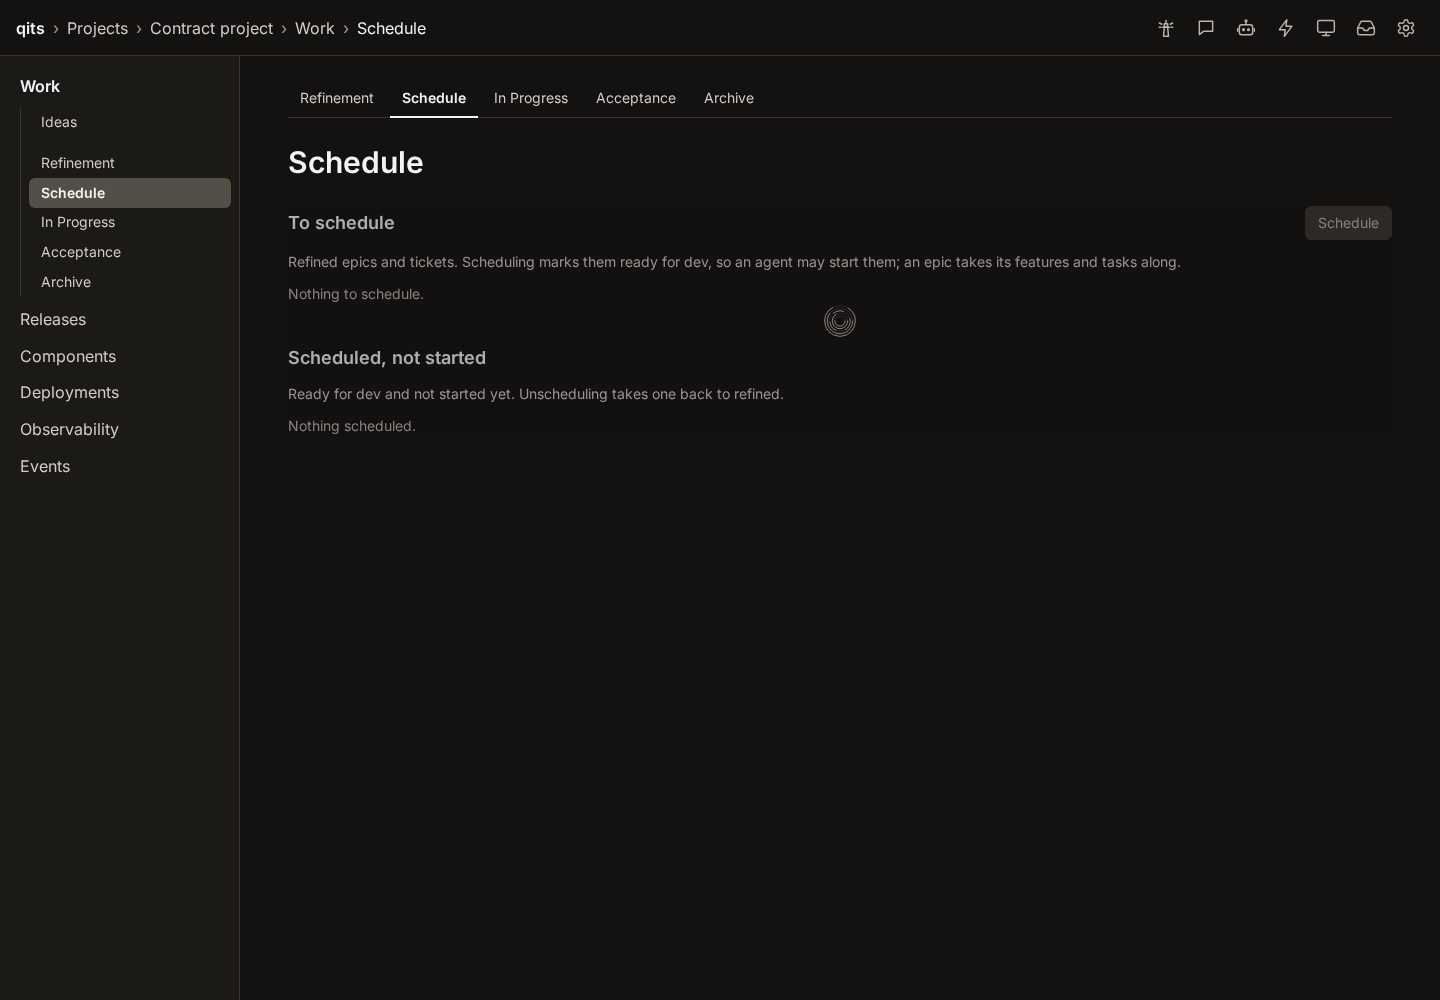 qits › Projects › Contract project › Work › Schedule
Work
Ideas
Refinement
Schedule
In Progress
Acceptance
Archive
Releases
Components
Deployments
Observability
Events
Refinement Schedule In Progress Acceptance Archive
Schedule
To schedule
Schedule
Refined epics and tickets. Scheduling marks them ready for dev, so an agent may start them; an epic takes its features and tasks along.
Nothing to schedule.
Scheduled, not started
Ready for dev and not started yet. Unscheduling takes one back to refined.
Nothing scheduled.